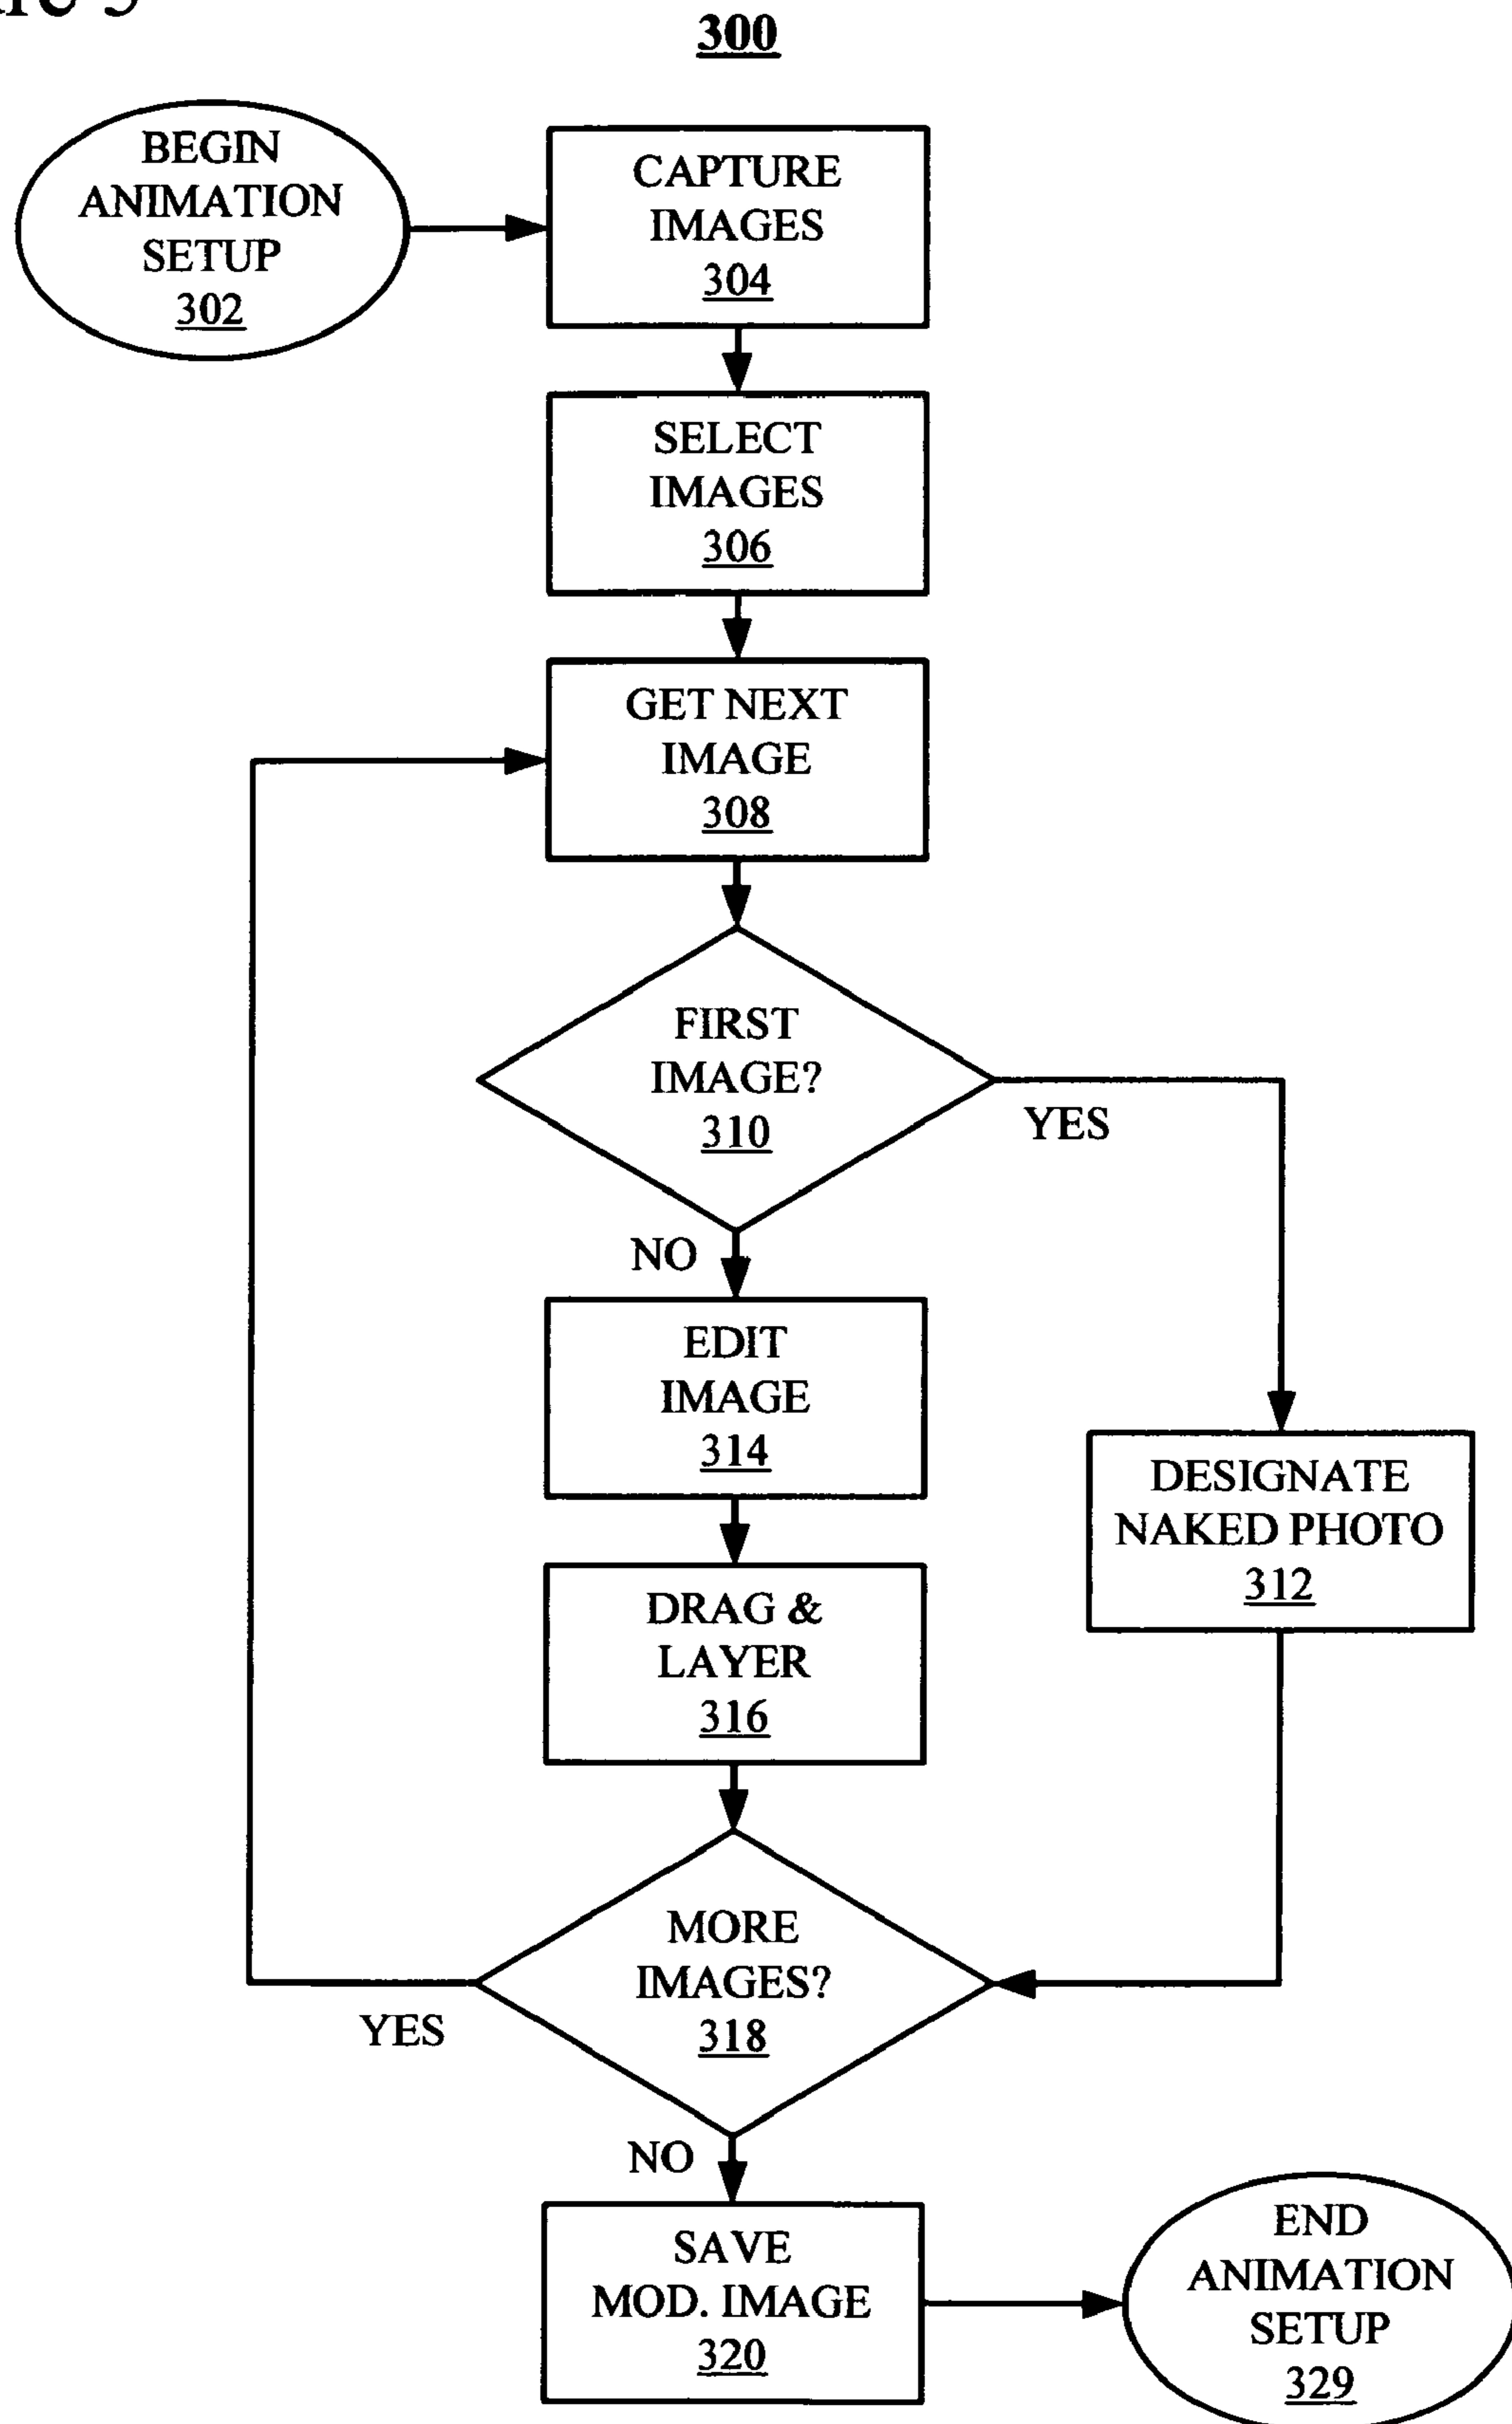 300
BEGIN
ANIMATION
SETUP
302
CAPTURE
IMAGES
304
SELECT
IMAGES
306
GET NEXT
IMAGE
308
FIRST
IMAGE?
310
YES
NO
EDIT
IMAGE
314
DESIGNATE
NAKED PHOTO
312
DRAG &
LAYER
316
MORE
IMAGES?
318
YES
NO
SAVE
MOD. IMAGE
320
END
ANIMATION
SETUP
329